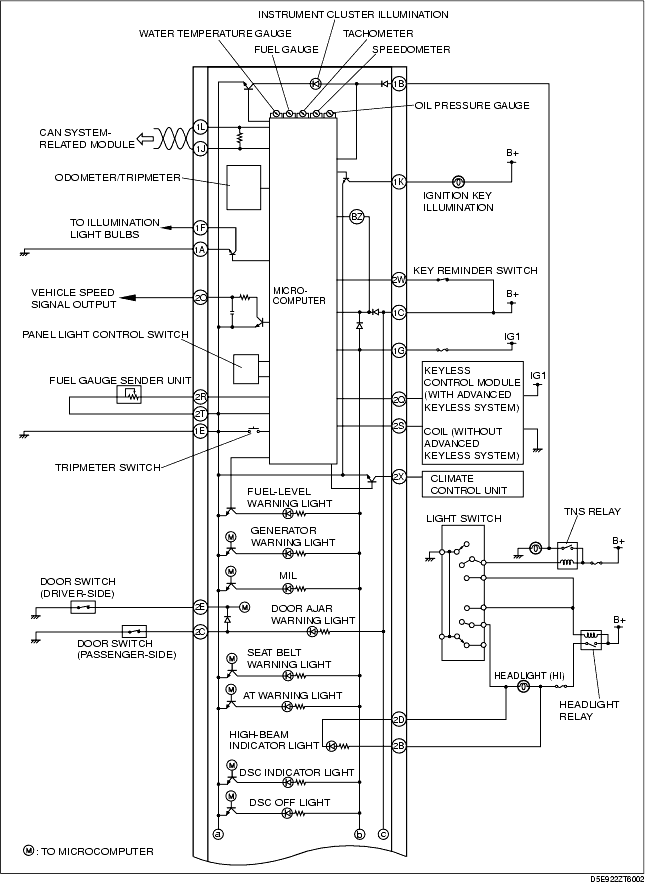 INSTRUMENT CLUSTER ILLUMINATION
WATER TEMPERATURE GAUGE
TACHOMETER
FUEL GAUGE
SPEEDOMETER
1B
OIL PRESSURE GAUGE
1L
CAN SYSTEM-
RELATED MODULE
1J
B+
ODOMETER/TRIPMETER
1K
IGNITION KEY
ILLUMINATION
TO ILLUMINATION
LIGHT BULBS
1F
BZ
1A
KEY REMINDER SWITCH
2W
VEHICLE SPEED
SIGNAL OUTPUT
2O
MICRO-
COMPUTER
B+
1C
PANEL LIGHT CONTROL SWITCH
IG1
1G
FUEL GAUGE SENDER UNIT
KEYLESS
CONTROL MODULE
(WITH ADVANCED
KEYLESS SYSTEM)
IG1
2R
2Q
2T
2S
COIL (WITHOUT
ADVANCED
KEYLESS SYSTEM)
1E
TRIPMETER SWITCH
2X
CLIMATE
CONTROL UNIT
FUEL-LEVEL
WARNING LIGHT
LIGHT SWITCH
TNS RELAY
GENERATOR
WARNING LIGHT
M
B+
MIL
M
DOOR SWITCH
(DRIVER-SIDE)
2E
M
DOOR AJAR
WARNING LIGHT
2C
DOOR SWITCH
(PASSENGER-SIDE)
B+
SEAT BELT
WARNING LIGHT
M
HEADLIGHT (HI)
AT WARNING LIGHT
M
HEADLIGHT
RELAY
2D
HIGH-BEAM
INDICATOR LIGHT
2B
M
DSC INDICATOR LIGHT
M
DSC OFF LIGHT
a
b
c
M : TO MICROCOMPUTER
D5E922ZT6002